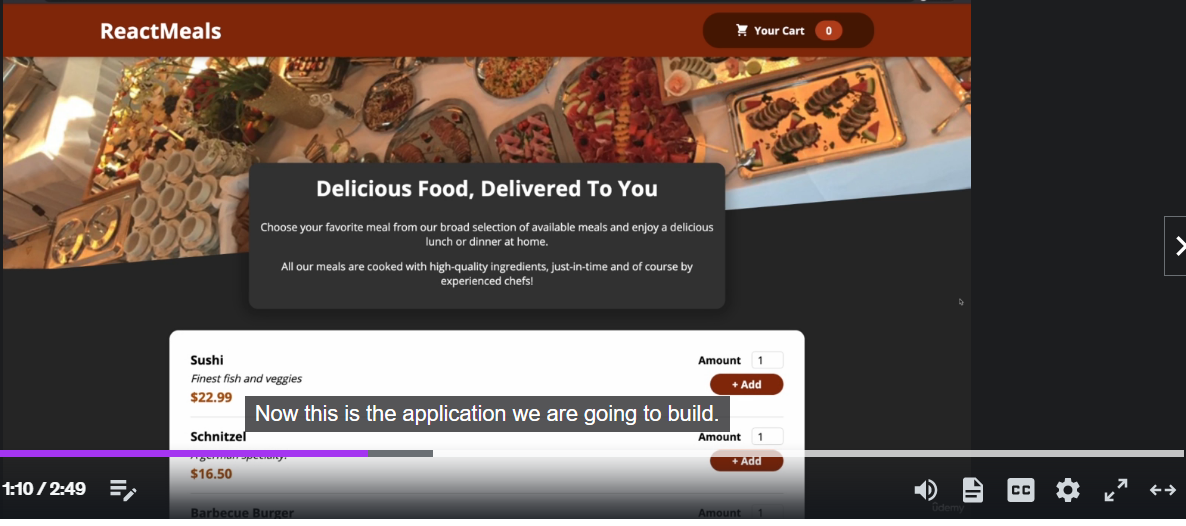 ReactMeals
Your Cart 0
Delicious Food, Delivered To You
Choose your favorite meal from our broad selection of available meals and enjoy a delicious
lunch or dinner at home.
All our meals are cooked with high-quality ingredients, just-in-time and of course by
experienced chefs!
Sushi
Amount 1
Finest fish and veggies
+ Add
$22.99
Now this is the application we are going to build.
Schnitzel
Amount 1
A german specialty!
+ Add
$16.50
1:10 / 2:49
CC
Barbecue Burger
Amount 1
ûdemy